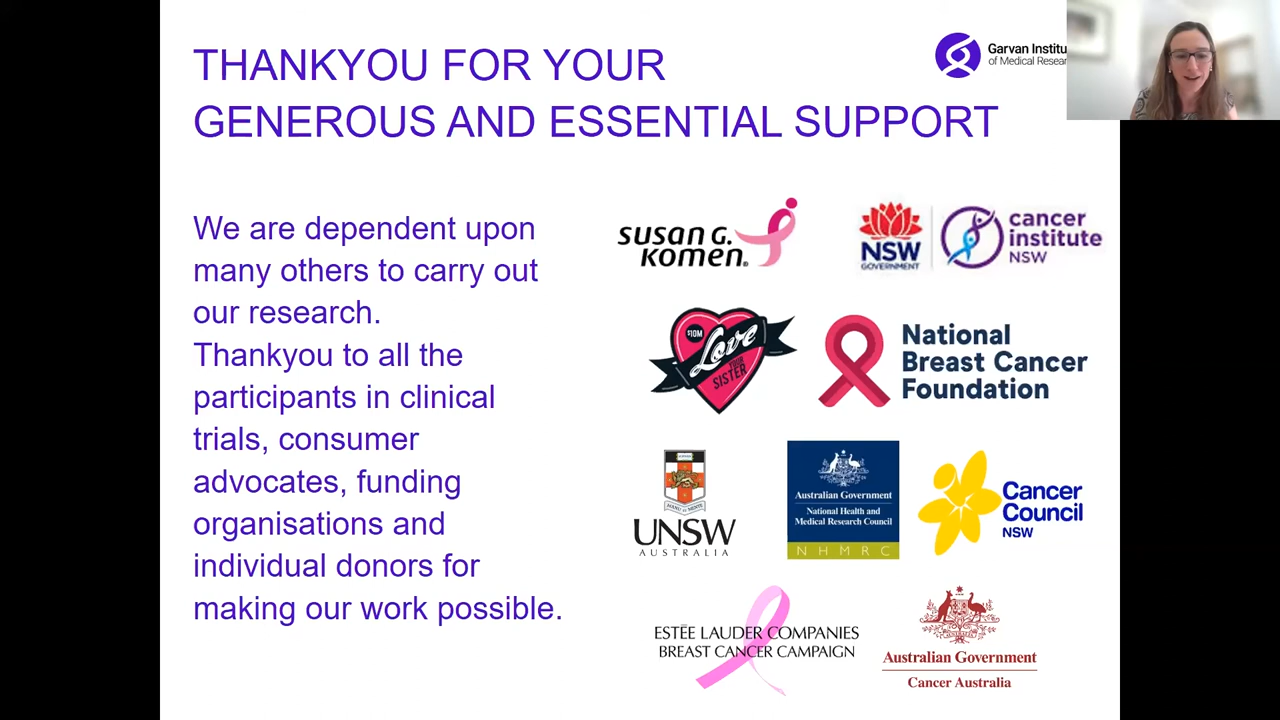 THANKYOU FOR YOUR
GENEROUS AND ESSENTIAL SUPPORT
Garvan
of Medical
We are dependent upon
many others to carry out
our research.
Thankyou to all the
participants in clinical
trials, consumer
advocates, funding
organisations and
individual donors for
making our work possible.
susan G.
komen®
NSW
GOVERNMENT
cancer
institute
NSW
$10M
Love
YOUR
SISTER
National
Breast Cancer
Foundation
UNSW
AUSTRALIA
Australian Government
National Health and
Medical Research Council
NHMRC
Cancer
Council
NSW
ESTĒE LAUDER COMPANIES
BREAST CANCER CAMPAIGN
Australian Government
Cancer Australia